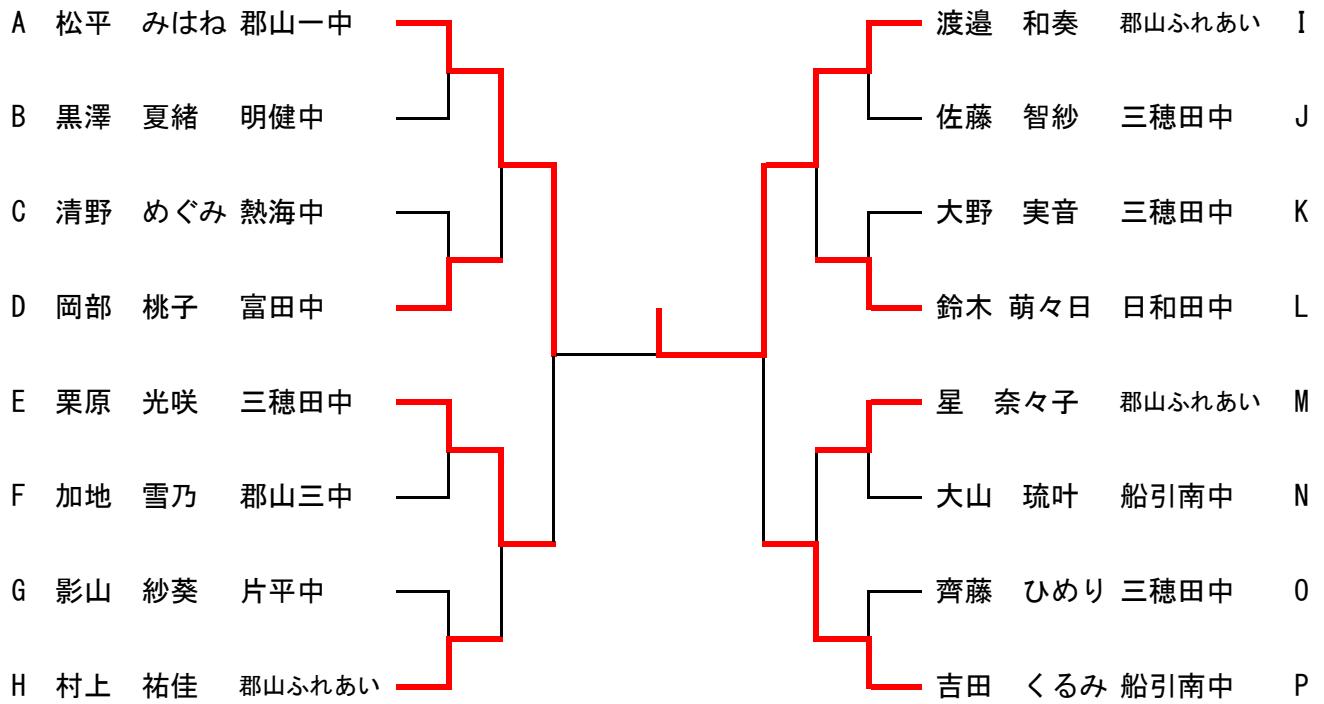 A 松平 みはね 郡山一中
B 黒澤 夏緒 明健中
C 清野 めぐみ 熱海中
D 岡部 桃子 富田中
E 栗原 光咲 三穂田中
F 加地 雪乃 郡山三中
G 影山 紗葵 片平中
H 村上 祐佳 郡山ふれあい
渡邉 和奏 郡山ふれあい I
佐藤 智紗 三穂田中 J
大野 実音 三穂田中 K
鈴木 萌々日 日和田中 L
星 奈々子 郡山ふれあい M
大山 琉叶 船引南中 N
齊藤 ひめり 三穂田中 O
吉田 くるみ 船引南中 P